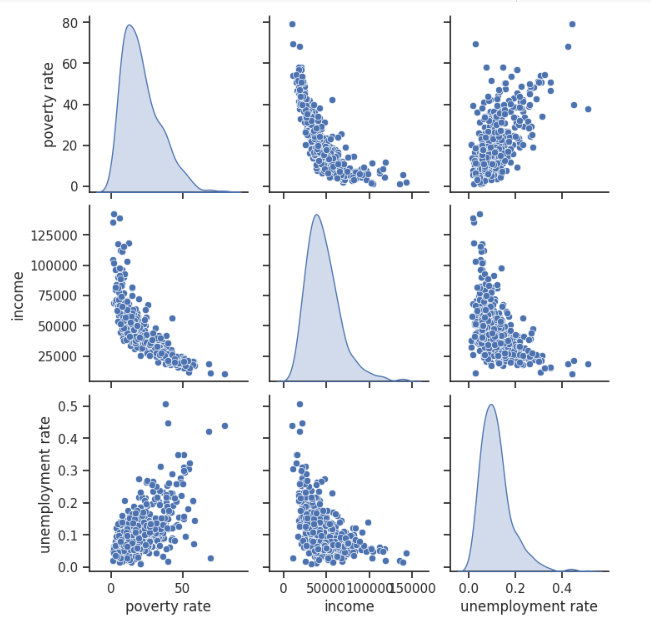 80
60
40
20
0
poverty rate
125000
100000
75000
50000
25000
income
0.5
0.4
0.3
0.2
0.1
0.0
unemployment rate
0 50
poverty rate
0 50000 100000 150000
income
0.0 0.2 0.4
unemployment rate